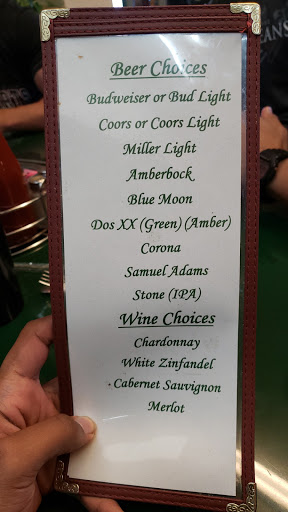 Beer Choices
Budweiser or Bud Light
Coors or Coors Light
Miller Light
Amberbock
Blue Moon
Dos XX (Green) (Amber)
Corona
Samuel Adams
Stone (IPA)
Wine Choices
Chardonnay
White Zinfandel
Cabernet Sauvignon
Merlot